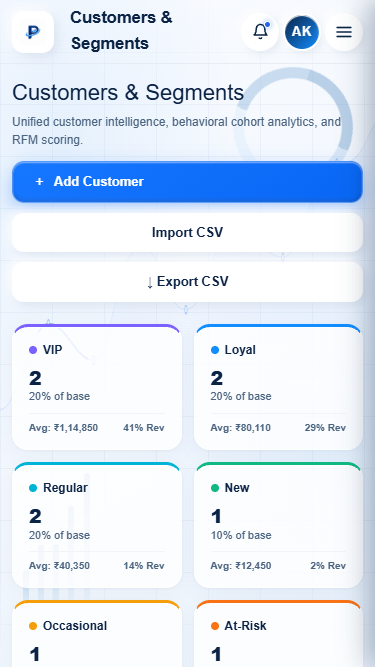 P
Customers &
Segments
AK
Customers & Segments
Unified customer intelligence, behavioral cohort analytics, and
RFM scoring.
+ Add Customer
Import CSV
↓ Export CSV
VIP
2
20% of base
Avg: ₹1,14,850 41% Rev
Loyal
2
20% of base
Avg: ₹80,110 29% Rev
Regular
2
20% of base
Avg: ₹40,350 14% Rev
New
1
10% of base
Avg: ₹12,450 2% Rev
Occasional
1
At-Risk
1